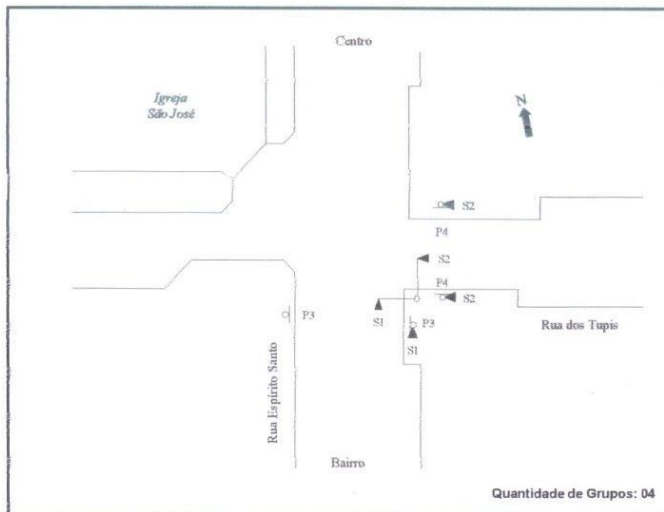 Centro
Igreja
São José
N
S2
P4
S2
P4
S2
S1
P3
P3
S1
Rua dos Tupis
Rua Espírito Santo
Bairro
Quantidade de Grupos: 04